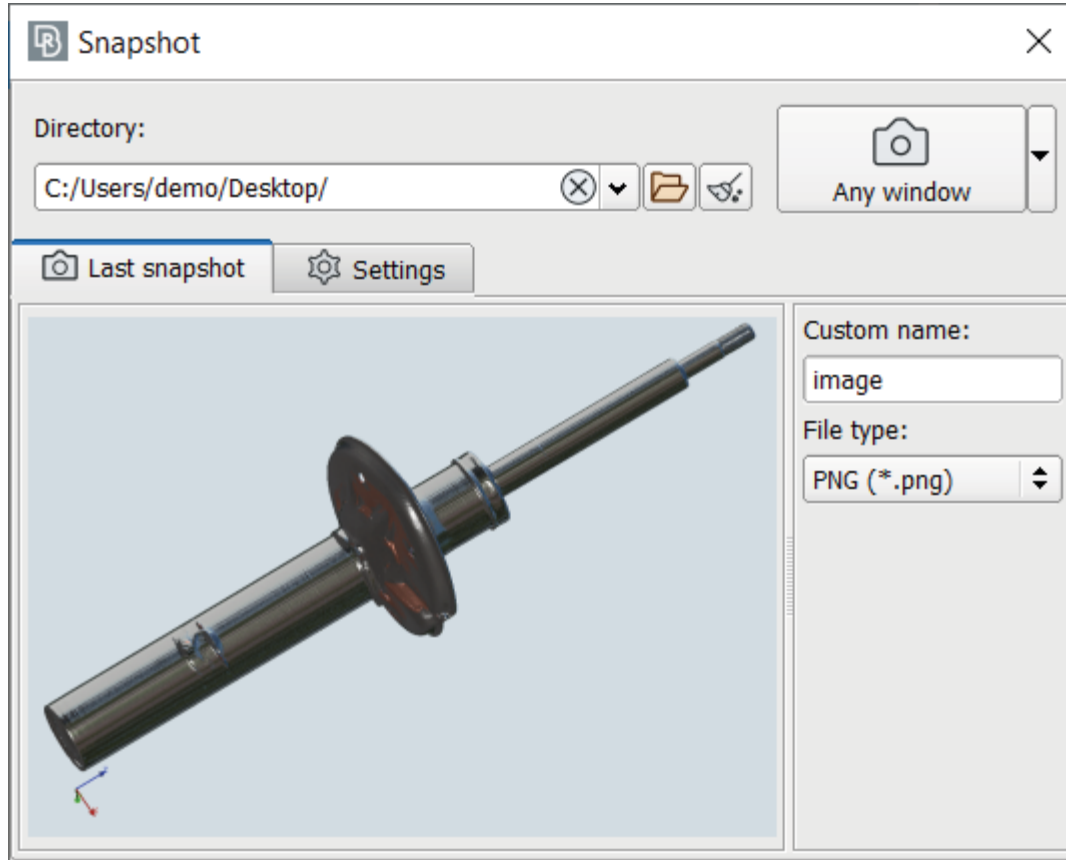 Snapshot
Directory:
C:/Users/demo/Desktop/
Any window
Last snapshot
Settings
Custom name:
image
File type:
PNG (*.png)